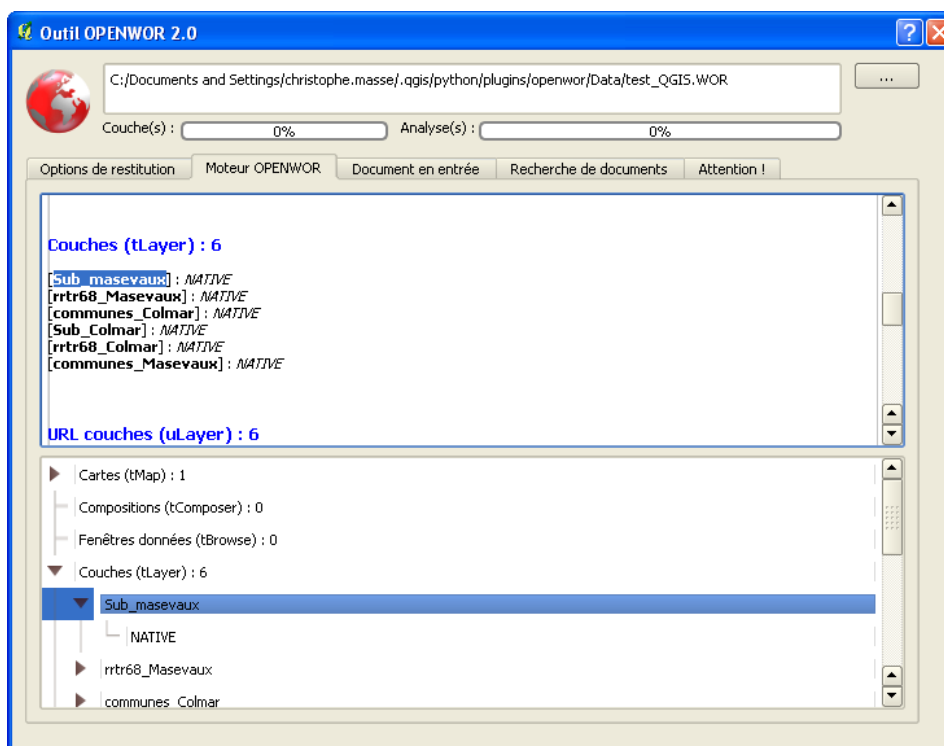 Outil OPENWOR 2.0
C:/Documents and Settings/christophe.masse/.qgis/python/plugins/openwor/Data/test_QGIS.WOR
...
Couche(s) : 0% Analyse(s) : 0%
Options de restitution Moteur OPENWOR Document en entrée Recherche de documents Attention !
Couches (tLayer) : 6
[Sub_masevaux] : NATIVE
[rrtr68_Masevaux] : NATIVE
[communes_Colmar] : NATIVE
[Sub_Colmar] : NATIVE
[rrtr68_Colmar] : NATIVE
[communes_Masevaux] : NATIVE
URL couches (uLayer) : 6
Cartes (tMap) : 1
Compositions (tComposer) : 0
Fenêtres données (tBrowse) : 0
Couches (tLayer) : 6
Sub_masevaux
NATIVE
rrtr68_Masevaux
communes_Colmar